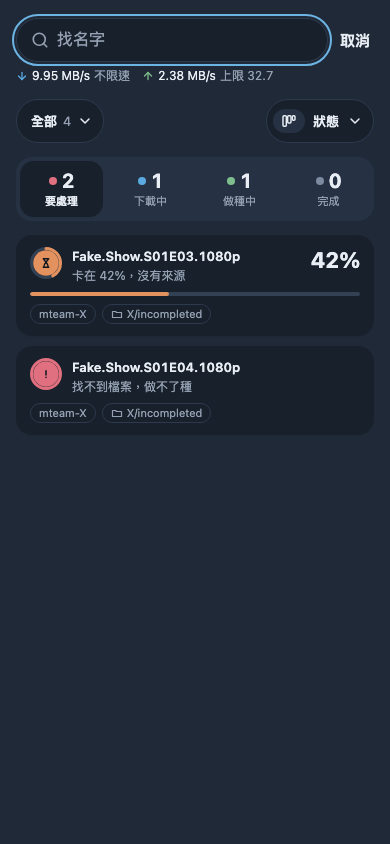 找名字 取消
↓ 9.95 MB/s 不限速 ↑ 2.38 MB/s 上限 32.7
全部 4 狀態
2 1 1 0
要處理 下載中 做種中 完成
Fake.Show.S01E03.1080p 42%
卡在 42%，沒有來源
mteam-X X/incompleted
! Fake.Show.S01E04.1080p
找不到檔案，做不了種
mteam-X X/incompleted